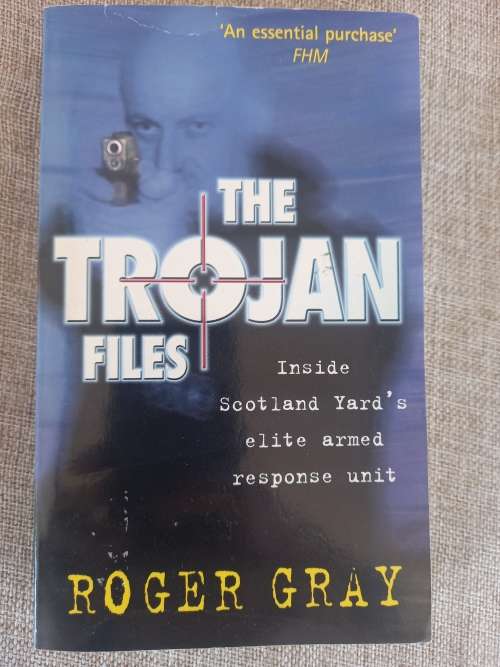 'An essential purchase'
FHM
THE
TROJAN
FILES
Inside
Scotland Yard's
elite armed
response unit
ROGER GRAY